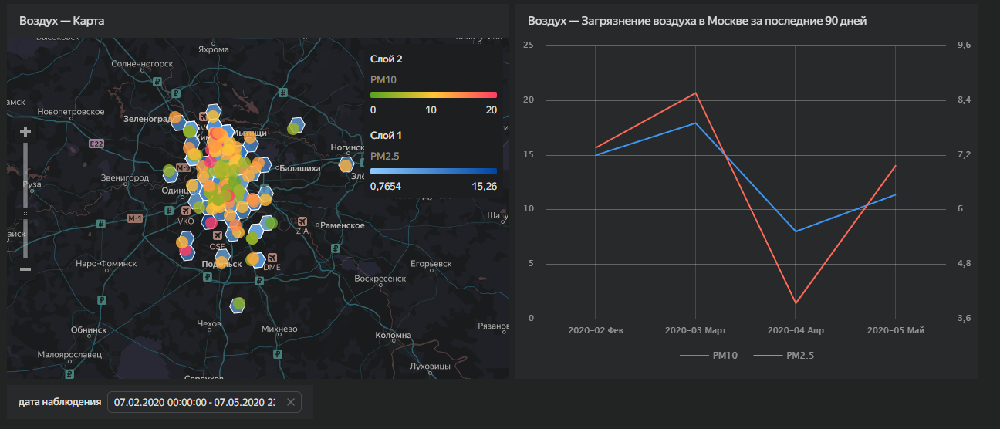 Воздух — Карта
Яхрома
Солнечногорск
Новопетровское
Зеленоград
Мытищи
E22
Ногинск
М-9
Балашиха
Руза
Звенигород
Одинц
Эле
М-1
VKO
ZIA
Раменское
Шату
айск
OSF
Наро-Фоминск
Подольск
DME
Егорьевск
Воскресенск
Чехов
Михнево
Рязанов
Обнинск
Коломна
Малоярославец
Луховицы
Серпухов
Слой 2
PM10
0 10 20
Слой 1
PM2.5
0,7654 15,26
Воздух — Загрязнение воздуха в Москве за последние 90 дней
25 9,6
20 8,4
15 7,2
10 6
5 4,8
0 3,6
2020-02 Фев 2020-03 Март 2020-04 Апр 2020-05 Май
PM10 PM2.5
дата наблюдения 07.02.2020 00:00:00 - 07.05.2020 23